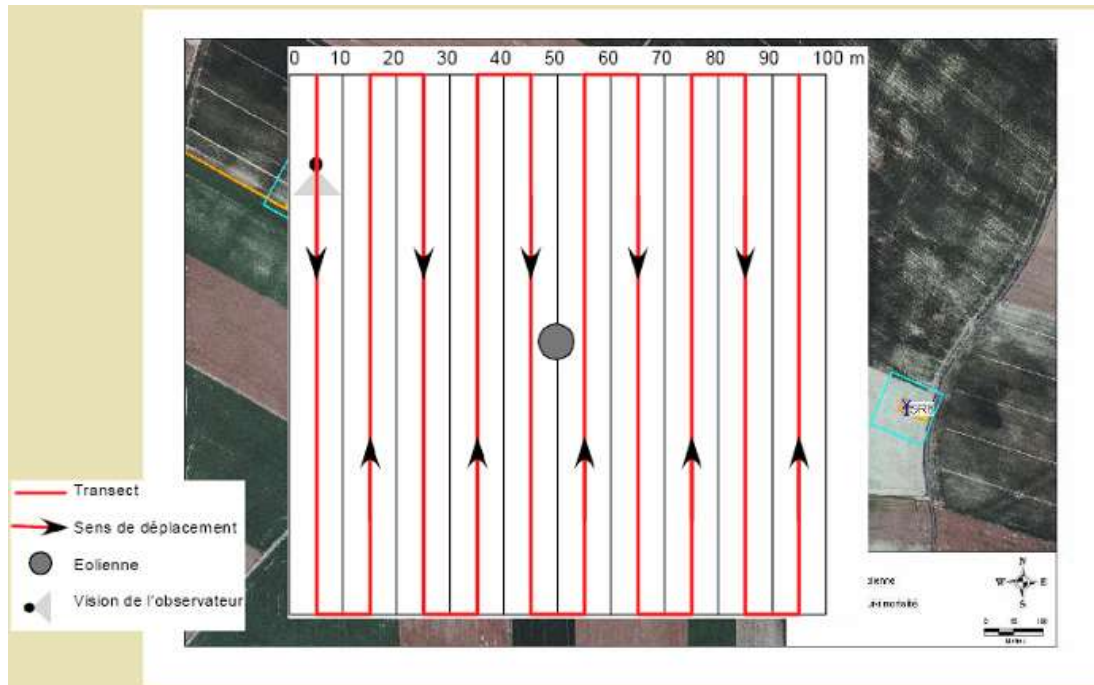 0 10 20 30 40 50 60 70 80 90 100 m
Transect
Sens de déplacement
Eolienne
Vision de l'observateur
N
W E
S